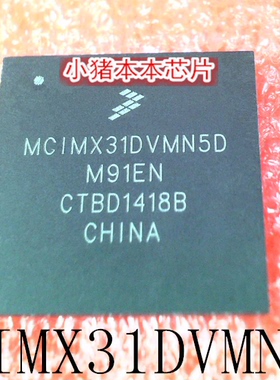 小猪本本芯片
MCIMX31DVMN5D
M91EN
CTBD1418B
CHINA
IMX31DVMN